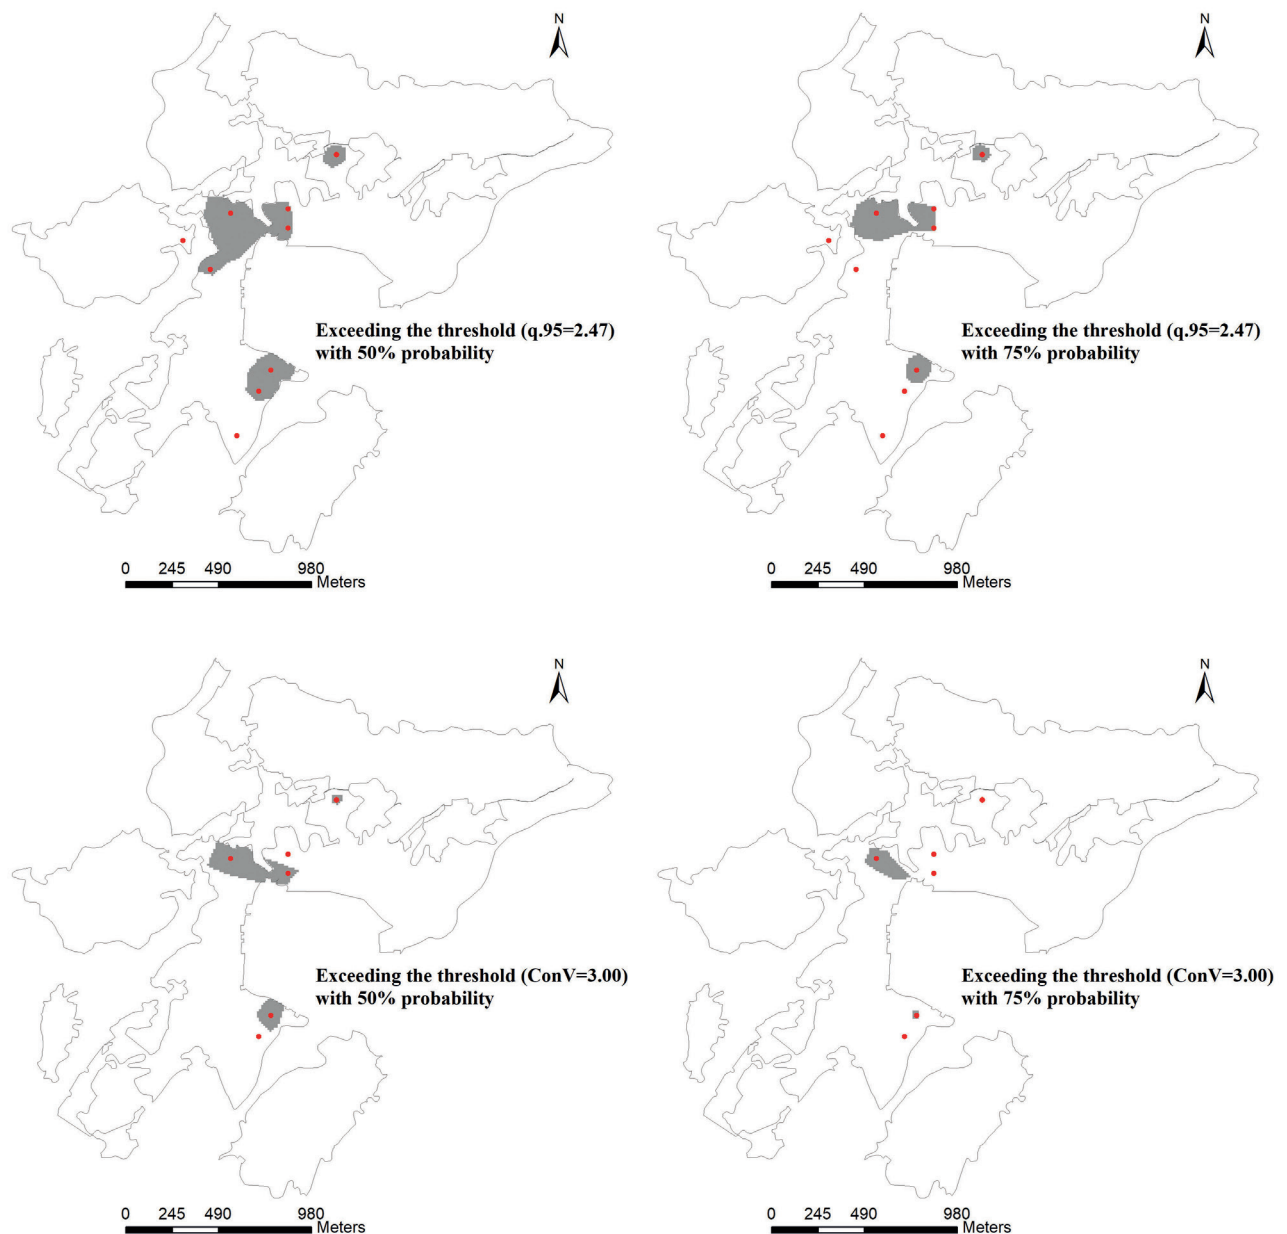 N
Exceeding the threshold (q.95=2.47)
with 50% probability
0 245 490 980
Meters
N
Exceeding the threshold (q.95=2.47)
with 75% probability
0 245 490 980
Meters
N
Exceeding the threshold (ConV=3.00)
with 50% probability
0 245 490 980
Meters
N
Exceeding the threshold (ConV=3.00)
with 75% probability
0 245 490 980
Meters